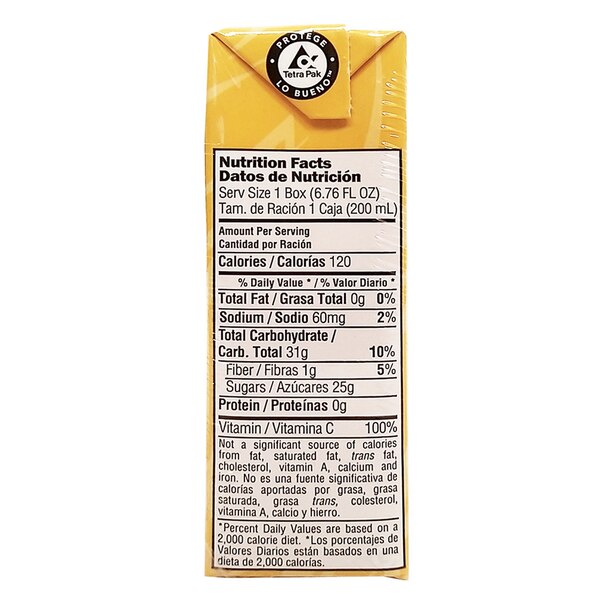 PROTEGE
Tetra Pak
LO BUENO™
Nutrition Facts
Datos de Nutrición
Serv Size 1 Box (6.76 FL OZ)
Tam. de Ración 1 Caja (200 mL)
Amount Per Serving
Cantidad por Ración
Calories / Calorías 120
% Daily Value * / % Valor Diario *
Total Fat / Grasa Total 0g 0%
Sodium / Sodio 60mg 2%
Total Carbohydrate /
Carb. Total 31g 10%
Fiber / Fibras 1g 5%
Sugars / Azúcares 25g
Protein / Proteínas 0g
Vitamin / Vitamina C 100%
Not a significant source of calories
from fat, saturated fat, trans fat,
cholesterol, vitamin A, calcium and
iron. No es una fuente significativa de
calorías aportadas por grasa, grasa
saturada, grasa trans, colesterol,
vitamina A, calcio y hierro.
*Percent Daily Values are based on a
2,000 calorie diet. *Los porcentajes de
Valores Diarios están basados en una
dieta de 2,000 calorías.